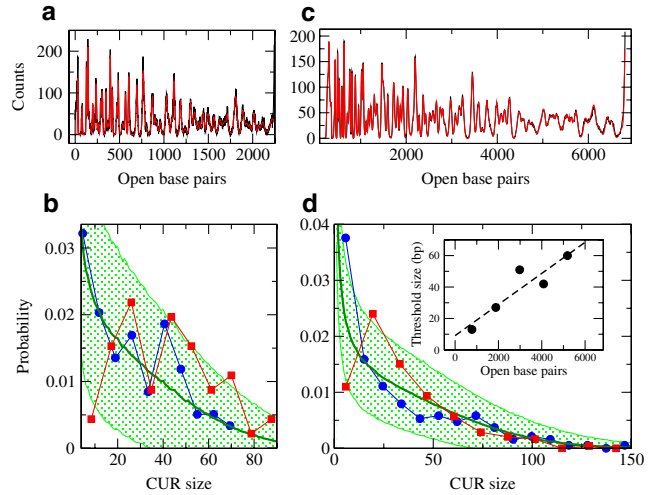 a
c
200
150
100
50
0
Counts
0 500 1000 1500 2000
Open base pairs
200
150
100
50
0
2000 4000 6000
Open base pairs
b
0.03
0.02
0.01
0
Probability
20 40 60 80
CUR size
d
0.04
0.03
0.02
0.01
0
0 50 100 150
CUR size
60
40
20
0
Threshold size (bp)
0 2000 4000 6000
Open base pairs